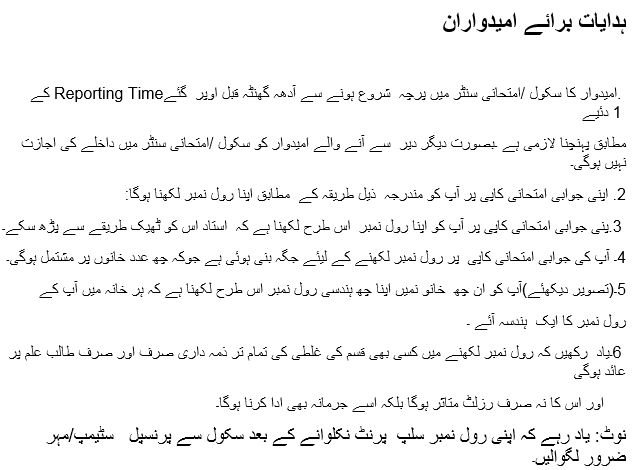 ہدایات برائے امیدواران
.امیدوار کا سکول /امتحانی سنٹر میں پرچہ شروع ہونے سے آدھہ گھنٹہ قبل اوپر گئےReporting Time کے
1 دئیے
مطابق پہنچنا لازمی ہے ۔بصورت دیگر دیر سے آنے والے امیدوار کو سکول /امتحانی سنٹر میں داخلے کی اجازت
نہیں ہوگی۔
2. اپنی جوابی امتحانی کاپی پر آپ کو مندرجہ ذیل طریقہ کے مطابق اپنا رول نمبر لکھنا ہوگا:
3.پنی جوابی امتحانی کاپی پر آپ کو اپنا رول نمبر اس طرح لکھنا ہے کہ استاد اس کو ٹھیک طریقے سے پڑھ سکے۔
4۔ آپ کی جوابی امتحانی کاپی پر رول نمبر لکھنے کے لیئے جگہ بنی ہوئی ہے جوکہ چھ عدد خانوں پر مشتمل ہوگی۔
5۔(تصویر دیکھئے)آپ کو ان چھ خانو نمیں اپنا چھ ہندسی رول نمبر اس طرح لکھنا ہے کہ ہر خانہ میں آپ کے
رول نمبر کا ایک ہندسہ آئے ۔
6۔یاد رکھیں کہ رول نمبر لکھنے میں کسی بھی قسم کی غلطی کی تمام تر ذمہ داری صرف اور صرف طالب علم پر
عائد ہوگی
اور اس کا نہ صرف رزلٹ متاثر ہوگا بلکہ اسے جرمانہ بھی ادا کرنا ہوگا۔
نوٹ: یاد رہے کہ اپنی رول نمبر سلپ پرنٹ نکلوانے کے بعد سکول سے پرنسپل سٹیمپ/مہر
ضرور لگوالیں۔